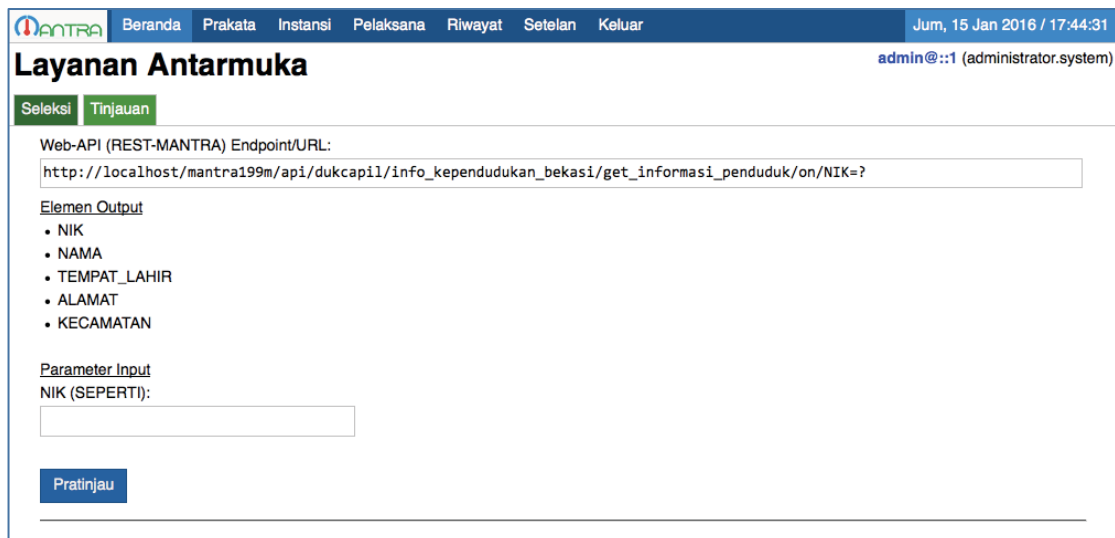 MANTRA Beranda Prakata Instansi Pelaksana Riwayat Setelan Keluar Jum, 15 Jan 2016 / 17:44:31
Layanan Antarmuka admin@::1 (administrator.system)
Seleksi Tinjauan
Web-API (REST-MANTRA) Endpoint/URL:
http://localhost/mantra199m/api/dukcapil/info_kependudukan_bekasi/get_informasi_penduduk/on/NIK=?
Elemen Output
• NIK
• NAMA
• TEMPAT_LAHIR
• ALAMAT
• KECAMATAN
Parameter Input
NIK (SEPERTI):
Pratinjau